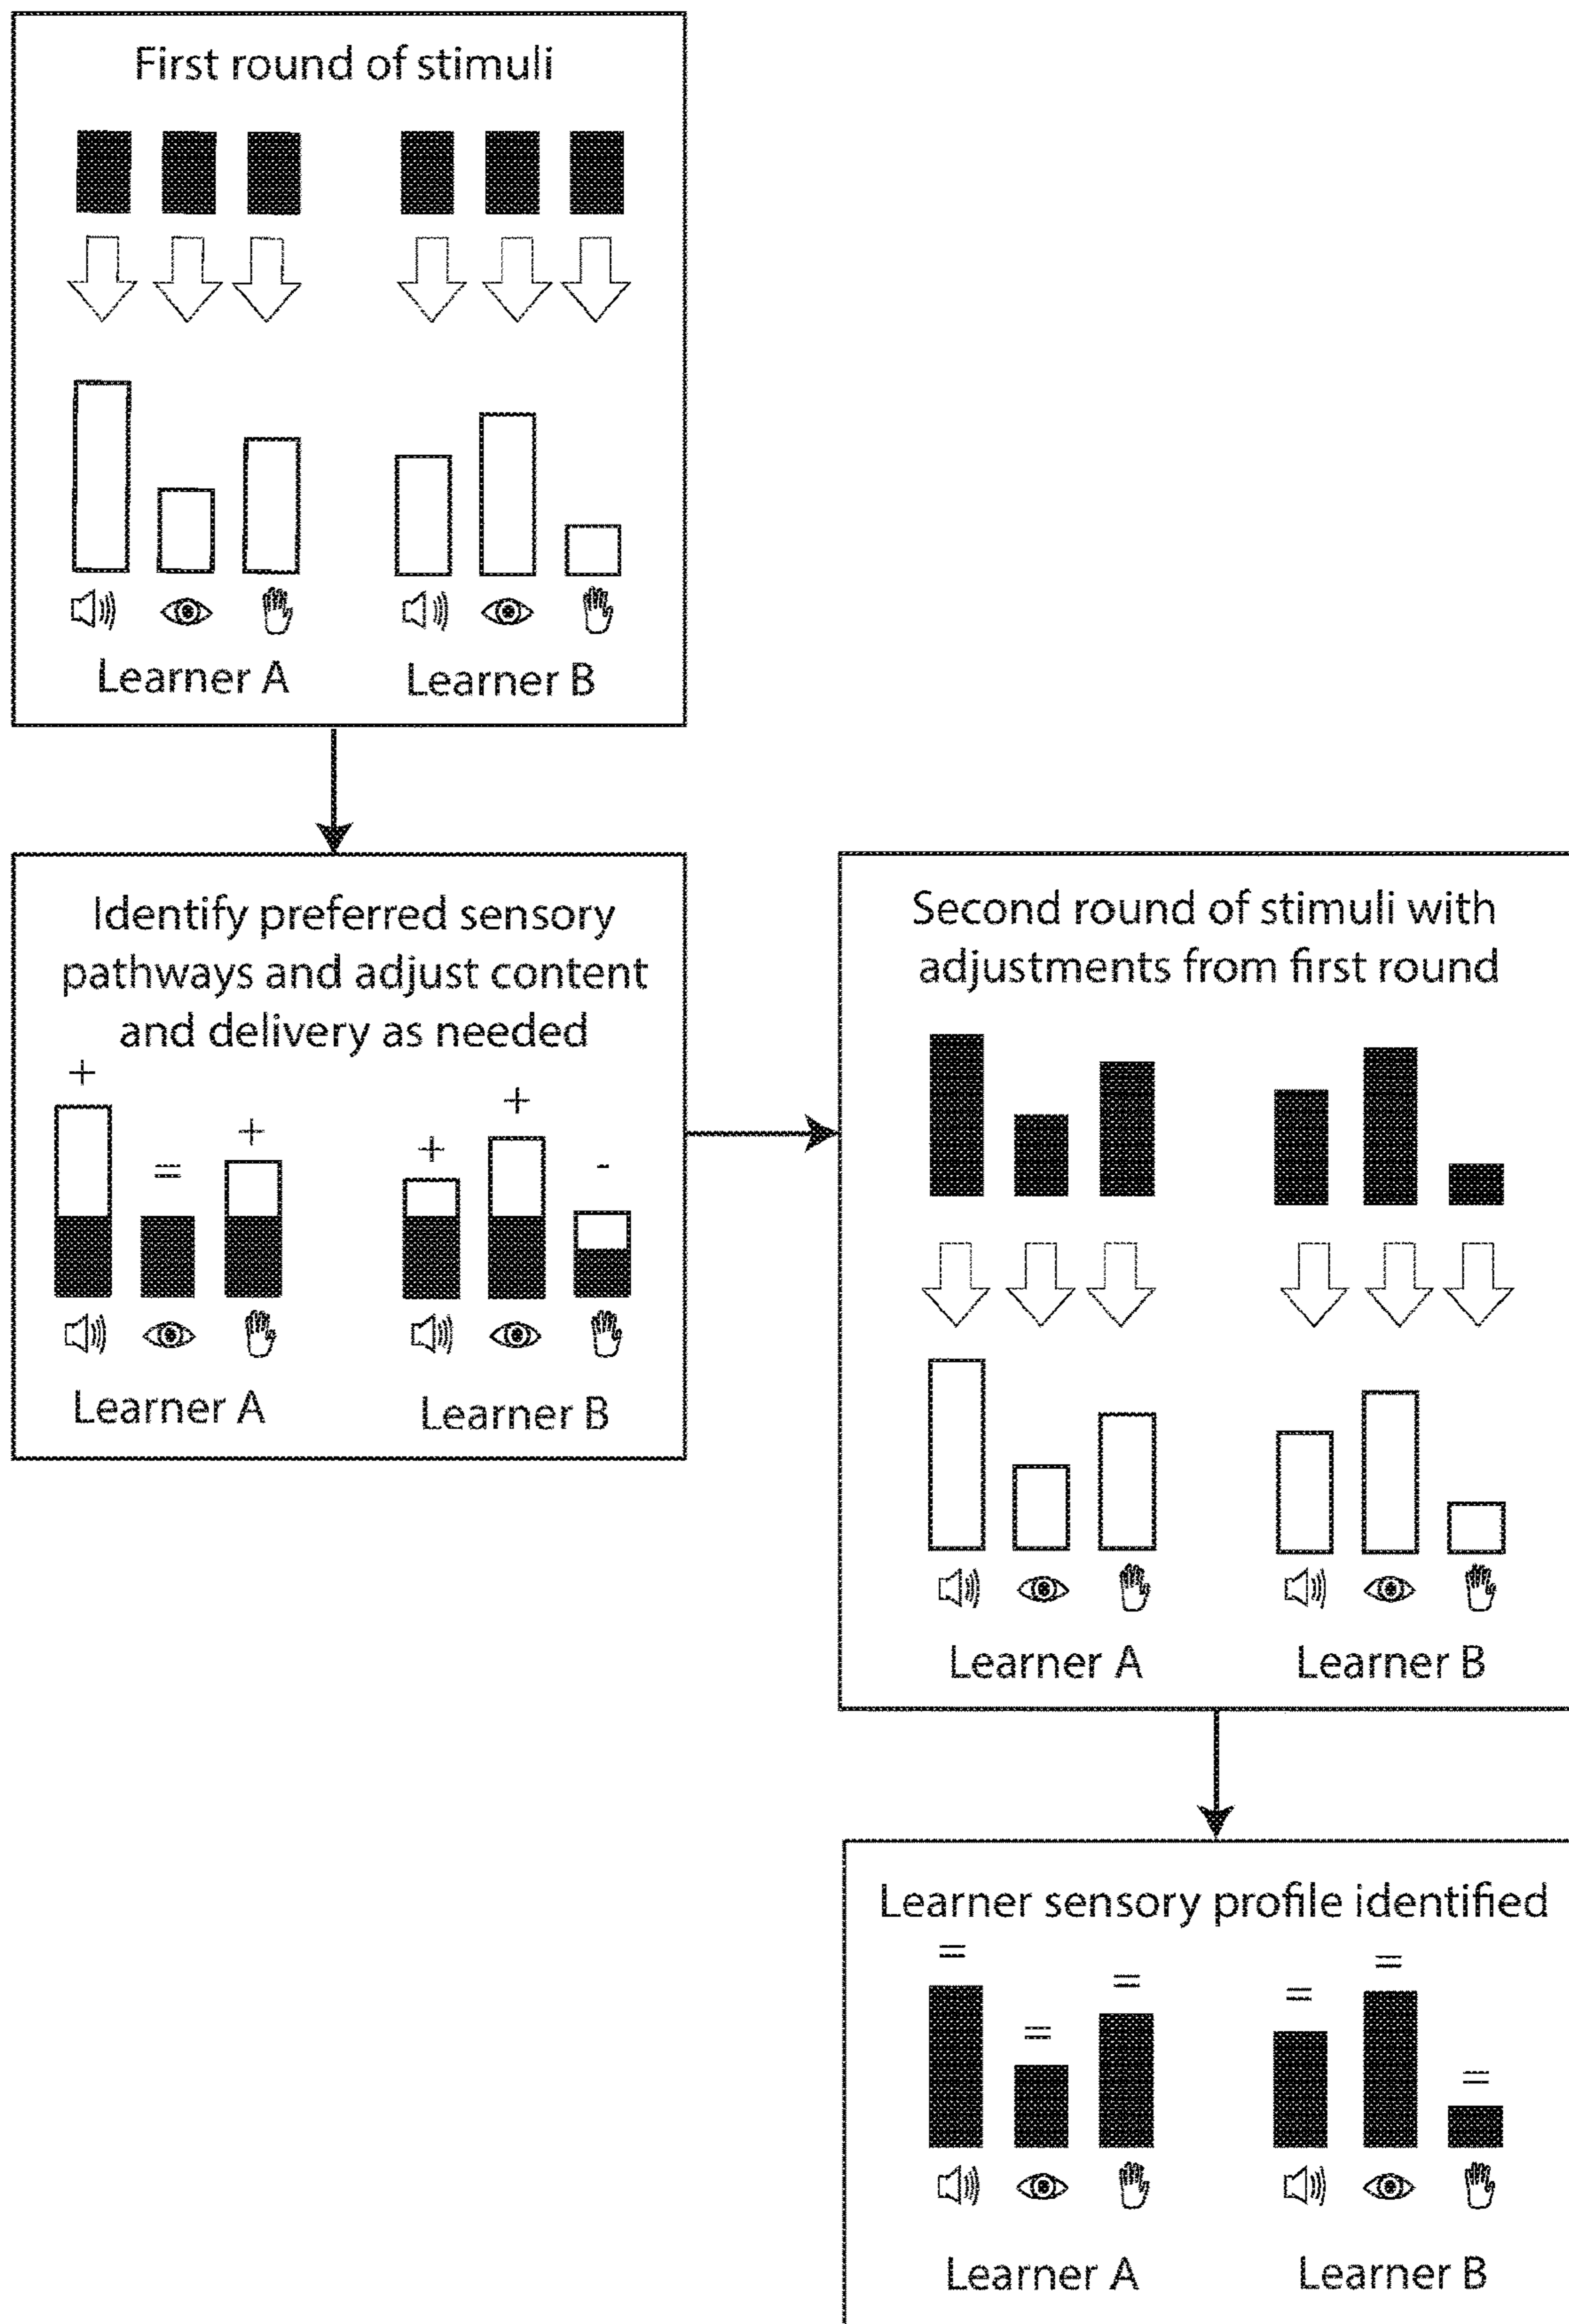 First round of stimuli
Learner A
Learner B
Identify preferred sensory
pathways and adjust content
and delivery as needed
+
=
+
+
+
-
Learner A
Learner B
Second round of stimuli with
adjustments from first round
Learner A
Learner B
Learner sensory profile identified
=
=
=
=
=
=
Learner A
Learner B